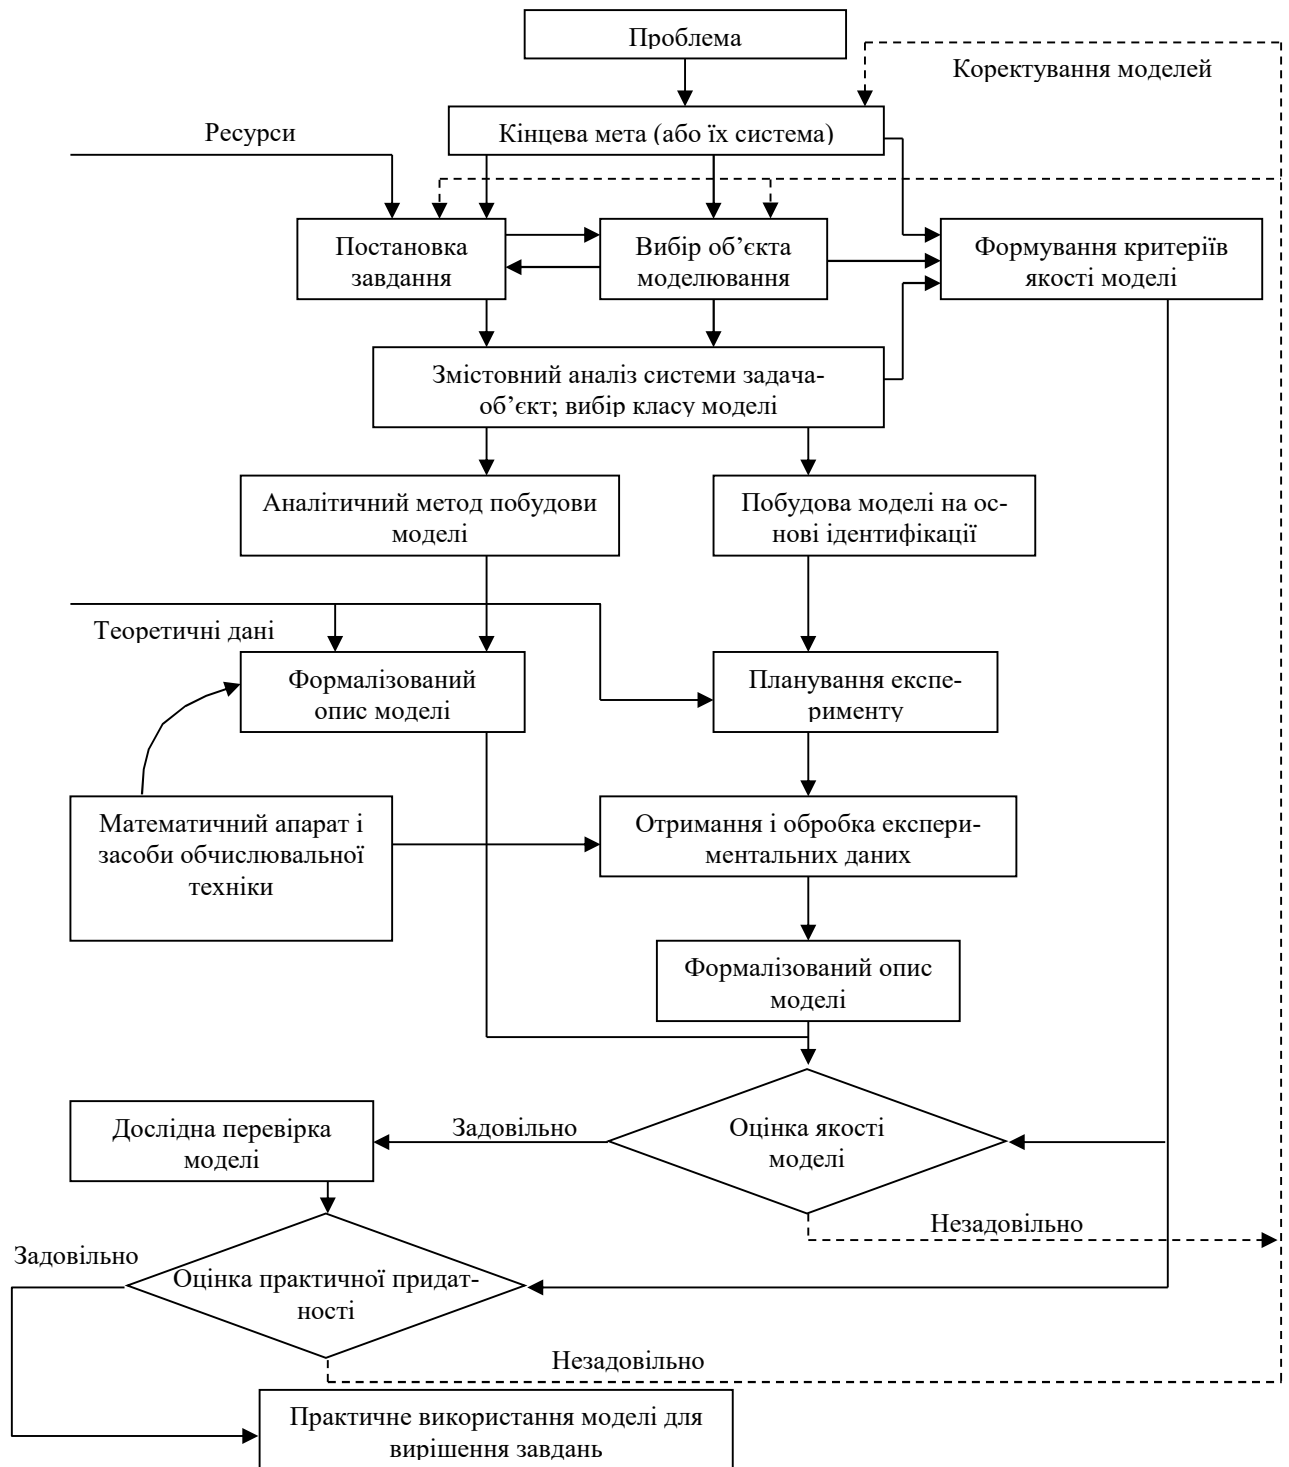 Проблема
Коректування моделей
Кінцева мета (або їх система)
Ресурси
Постановка
завдання
Вибір об’єкта
моделювання
Формування критеріїв
якості моделі
Змістовний аналіз системи задача-
об’єкт; вибір класу моделі
Аналітичний метод побудови
моделі
Побудова моделі на ос-
нові ідентифікації
Теоретичні дані
Формалізований
опис моделі
Планування експе-
рименту
Математичний апарат і
засоби обчислювальної
техніки
Отримання і обробка експери-
ментальних даних
Формалізований опис
моделі
Оцінка якості
моделі
Задовільно
Дослідна перевірка
моделі
Незадовільно
Задовільно
Оцінка практичної придат-
ності
Незадовільно
Практичне використання моделі для
вирішення завдань